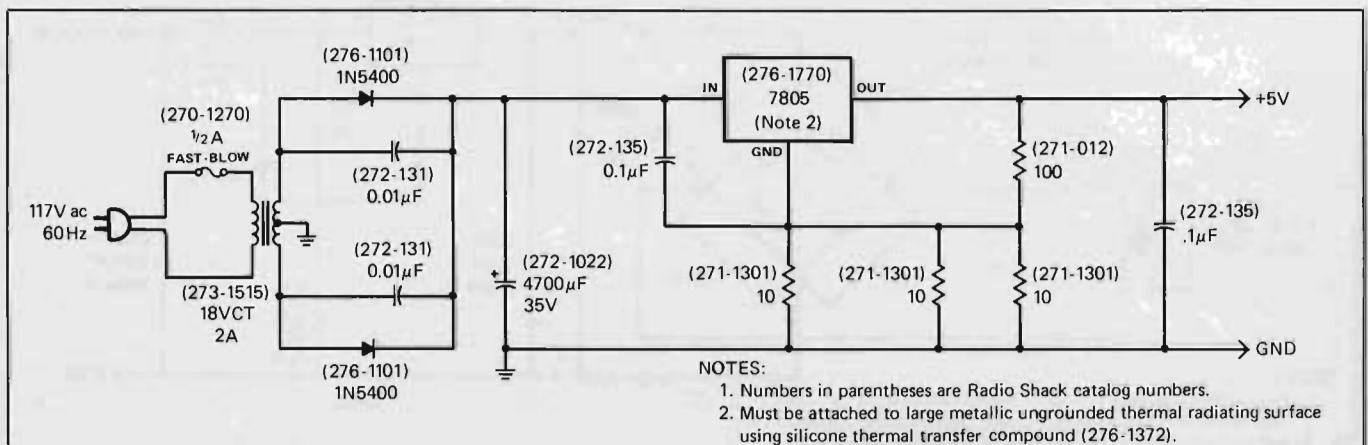 (276-1101)
1N5400
(270-1270)
1/2 A
FAST-BLOW
117V ac
60 Hz
(273-1515)
18VCT
2A
(272-131)
0.01µF
(272-131)
0.01µF
(276-1101)
1N5400
+
(272-1022)
4700µF
35V
(272-135)
0.1µF
IN
(276-1770)
7805
(Note 2)
GND
OUT
(271-012)
100
(271-1301)
10
(271-1301)
10
(271-1301)
10
(272-135)
.1µF
+5V
GND
NOTES:
1. Numbers in parentheses are Radio Shack catalog numbers.
2. Must be attached to large metallic ungrounded thermal radiating surface
using silicone thermal transfer compound (276-1372).